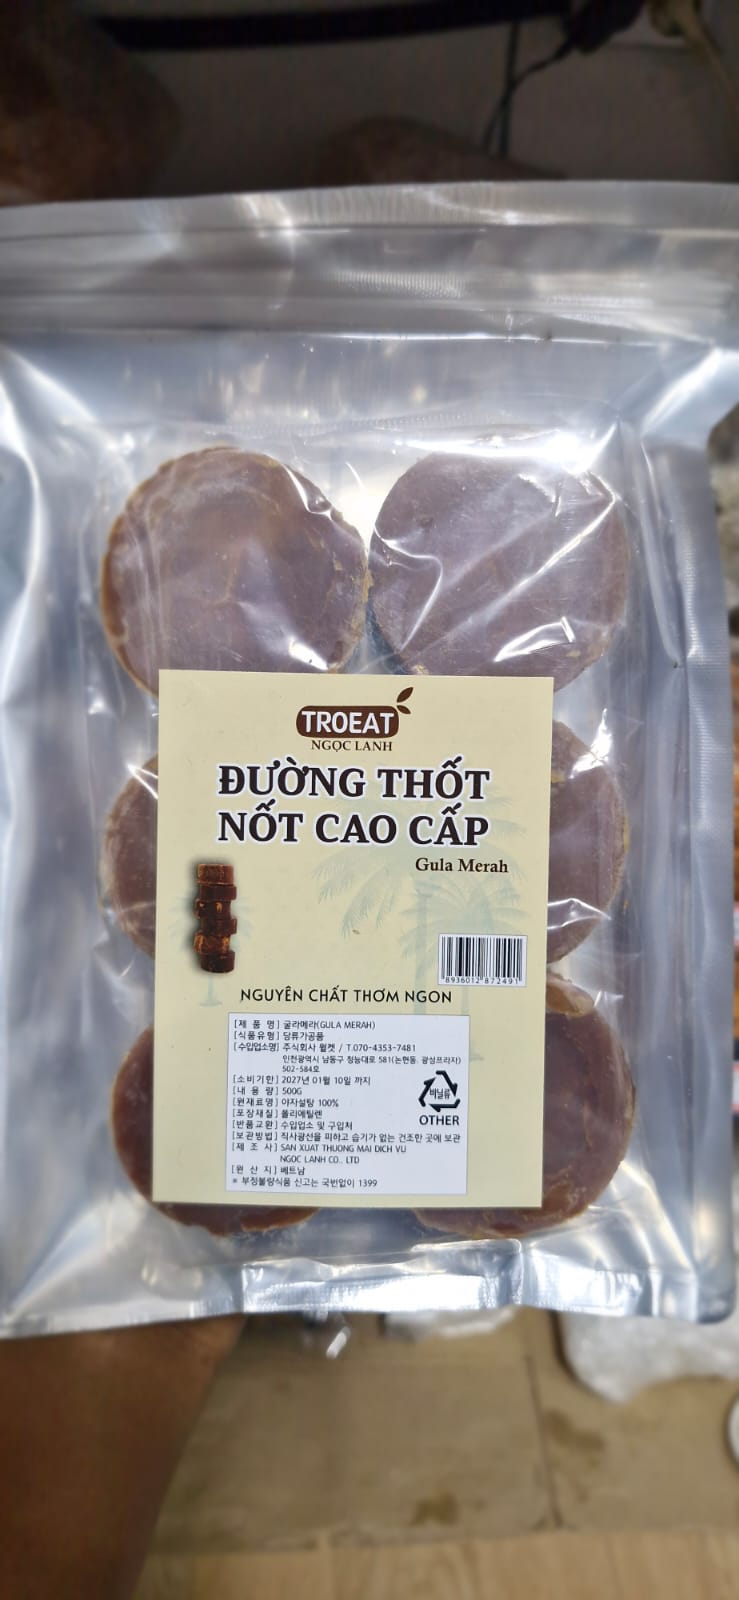 TROEAT
NGỌC LANH
ĐƯỜNG THỐT
NỐT CAO CẤP
Gula Merah
8936012872491
NGUYÊN CHẤT THƠM NGON
[제 품 명] 굴라메라(GULA MERAH)
[식품유형] 당류가공품
[수입업소명] 주식회사 윌켓 / T.070-4353-7481
인천광역시 남동구 청능대로 581(논현동, 광성프라자)
502-584호
[소비기한] 2027년 01월 10일 까지
[내 용 량] 500G
[원재료명] 야자설탕 100%
[포장재질] 폴리에틸렌
[반품교환] 수입업소 및 구입처
[보관방법] 직사광선을 피하고 습기가 없는 건조한 곳에 보관
[제 조 사] SAN XUAT THUONG MAI DICH VU
NGOC LANH CO., LTD
[원 산 지] 베트남
* 부정불량식품 신고는 국번없이 1399
비닐류
OTHER